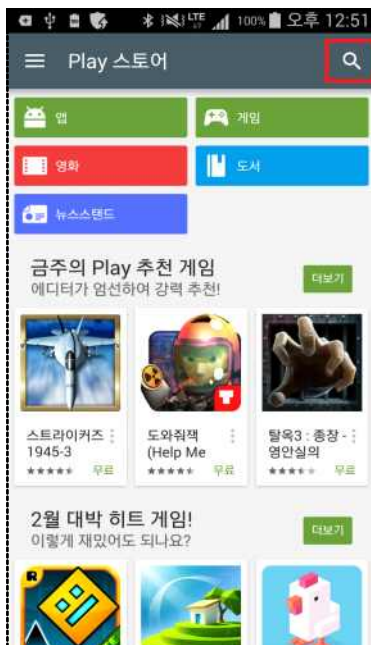 LTE 100% 오후 12:51
Play 스토어
앱 게임
영화 도서
뉴스스탠드
금주의 Play 추천 게임
에디터가 엄선하여 강력 추천!
더보기
스트라이커즈
1945-3
무료
도와줘잭
(Help Me
무료
탈옥3 : 종장 -
영안실의
무료
2월 대박 히트 게임!
이렇게 재밌어도 되나요?
더보기
R